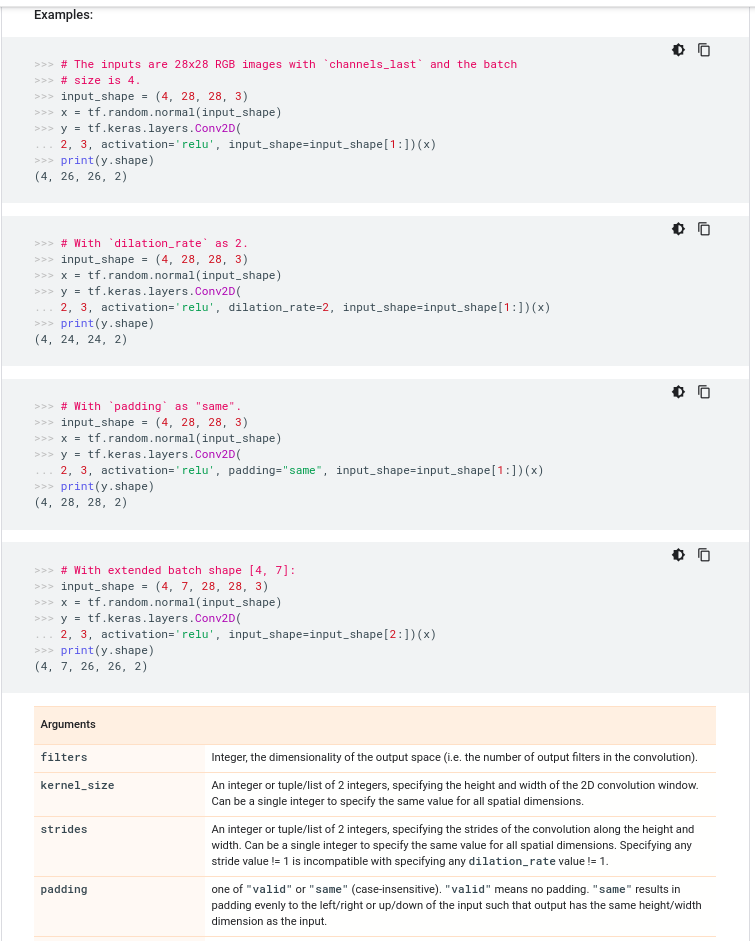 Examples:
>>> # The inputs are 28x28 RGB images with `channels_last` and the batch
>>> # size is 4.
>>> input_shape = (4, 28, 28, 3)
>>> x = tf.random.normal(input_shape)
>>> y = tf.keras.layers.Conv2D(
... 2, 3, activation='relu', input_shape=input_shape[1:])(x)
>>> print(y.shape)
(4, 26, 26, 2)
>>> # With `dilation_rate` as 2.
>>> input_shape = (4, 28, 28, 3)
>>> x = tf.random.normal(input_shape)
>>> y = tf.keras.layers.Conv2D(
... 2, 3, activation='relu', dilation_rate=2, input_shape=input_shape[1:])(x)
>>> print(y.shape)
(4, 24, 24, 2)
>>> # With `padding` as "same".
>>> input_shape = (4, 28, 28, 3)
>>> x = tf.random.normal(input_shape)
>>> y = tf.keras.layers.Conv2D(
... 2, 3, activation='relu', padding="same", input_shape=input_shape[1:])(x)
>>> print(y.shape)
(4, 28, 28, 2)
>>> # With extended batch shape [4, 7]:
>>> input_shape = (4, 7, 28, 28, 3)
>>> x = tf.random.normal(input_shape)
>>> y = tf.keras.layers.Conv2D(
... 2, 3, activation='relu', input_shape=input_shape[2:])(x)
>>> print(y.shape)
(4, 7, 26, 26, 2)
Arguments
filters Integer, the dimensionality of the output space (i.e. the number of output filters in the convolution).
kernel_size An integer or tuple/list of 2 integers, specifying the height and width of the 2D convolution window.
Can be a single integer to specify the same value for all spatial dimensions.
strides An integer or tuple/list of 2 integers, specifying the strides of the convolution along the height and
width. Can be a single integer to specify the same value for all spatial dimensions. Specifying any
stride value != 1 is incompatible with specifying any dilation_rate value != 1.
padding one of "valid" or "same" (case-insensitive). "valid" means no padding. "same" results in
padding evenly to the left/right or up/down of the input such that output has the same height/width
dimension as the input.